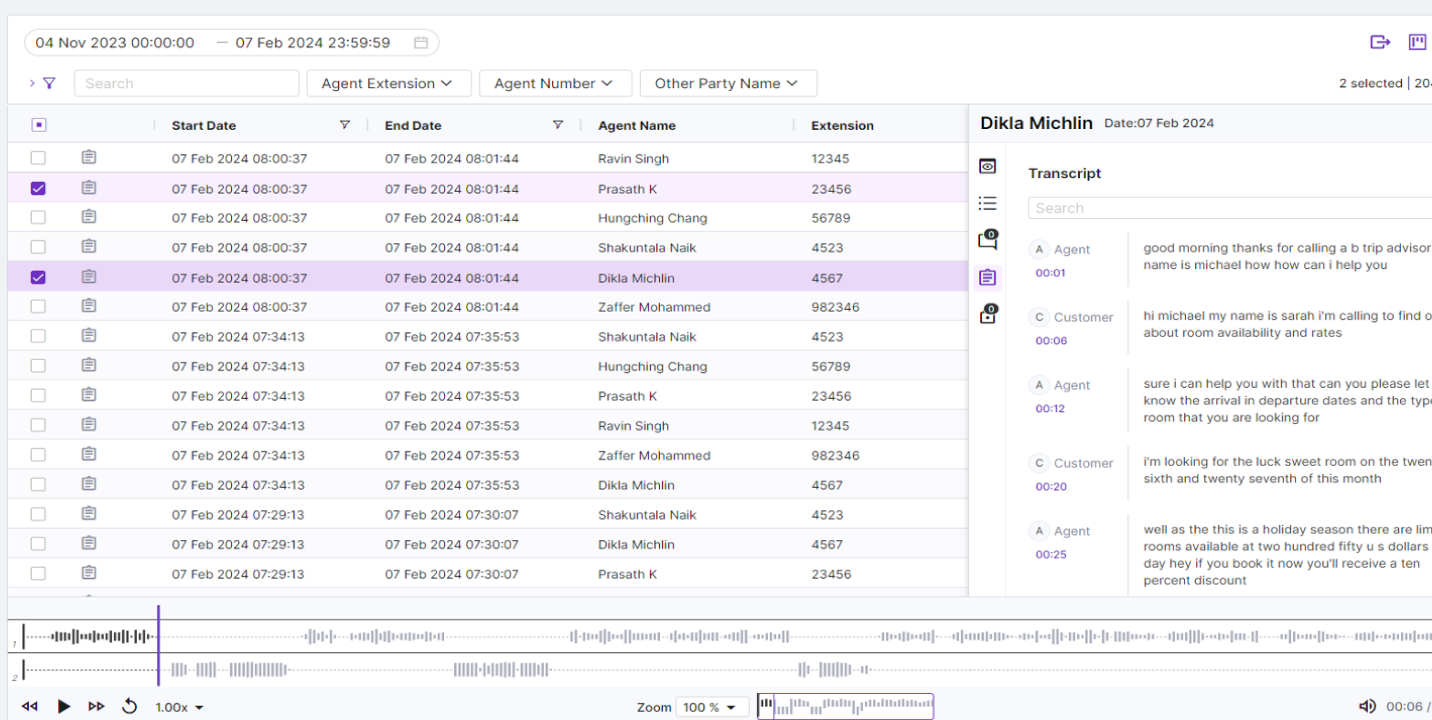 04 Nov 2023 00:00:00 — 07 Feb 2024 23:59:59
Search Agent Extension Agent Number Other Party Name 2 selected | 204
Start Date End Date Agent Name Extension
07 Feb 2024 08:00:37 07 Feb 2024 08:01:44 Ravin Singh 12345
07 Feb 2024 08:00:37 07 Feb 2024 08:01:44 Prasath K 23456
07 Feb 2024 08:00:37 07 Feb 2024 08:01:44 Hungching Chang 56789
07 Feb 2024 08:00:37 07 Feb 2024 08:01:44 Shakuntala Naik 4523
07 Feb 2024 08:00:37 07 Feb 2024 08:01:44 Dikla Michlin 4567
07 Feb 2024 08:00:37 07 Feb 2024 08:01:44 Zaffer Mohammed 982346
07 Feb 2024 07:34:13 07 Feb 2024 07:35:53 Shakuntala Naik 4523
07 Feb 2024 07:34:13 07 Feb 2024 07:35:53 Hungching Chang 56789
07 Feb 2024 07:34:13 07 Feb 2024 07:35:53 Prasath K 23456
07 Feb 2024 07:34:13 07 Feb 2024 07:35:53 Ravin Singh 12345
07 Feb 2024 07:34:13 07 Feb 2024 07:35:53 Zaffer Mohammed 982346
07 Feb 2024 07:34:13 07 Feb 2024 07:35:53 Dikla Michlin 4567
07 Feb 2024 07:29:13 07 Feb 2024 07:30:07 Shakuntala Naik 4523
07 Feb 2024 07:29:13 07 Feb 2024 07:30:07 Dikla Michlin 4567
07 Feb 2024 07:29:13 07 Feb 2024 07:30:07 Prasath K 23456
Dikla Michlin Date:07 Feb 2024
Transcript
Search
0
0
A Agent
00:01
good morning thanks for calling a b trip advisor
name is michael how how can i help you
C Customer
00:06
hi michael my name is sarah i'm calling to find o
about room availability and rates
A Agent
00:12
sure i can help you with that can you please let
know the arrival in departure dates and the type
room that you are looking for
C Customer
00:20
i'm looking for the luck sweet room on the twen
sixth and twenty seventh of this month
A Agent
00:25
well as the this is a holiday season there are lim
rooms available at two hundred fifty u s dollars
day hey if you book it now you'll receive a ten
percent discount
1
2
1.00x Zoom 100 % 00:06 /